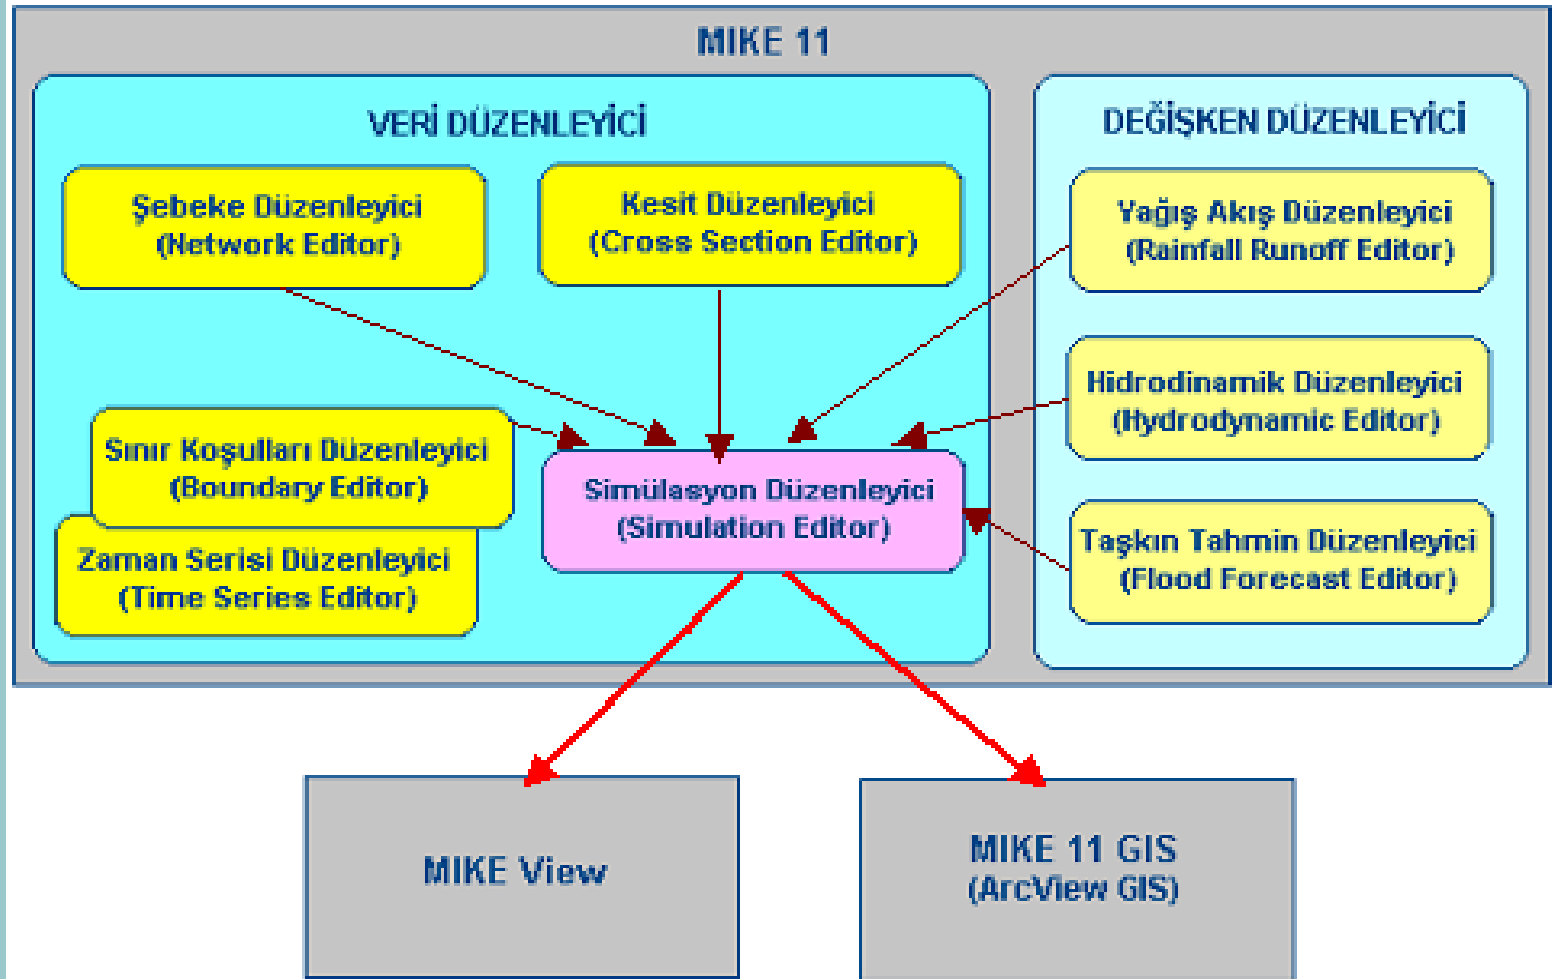 MIKE 11
VERİ DÜZENLEYİCİ
Şebeke Düzenleyici
(Network Editor)
Kesit Düzenleyici
(Cross Section Editor)
Sınır Koşulları Düzenleyici
(Boundary Editor)
Zaman Serisi Düzenleyici
(Time Series Editor)
Simülasyon Düzenleyici
(Simulation Editor)
DEĞİŞKEN DÜZENLEYİCİ
Yağış Akış Düzenleyici
(Rainfall Runoff Editor)
Hidrodinamik Düzenleyici
(Hydrodynamic Editor)
Taşkın Tahmin Düzenleyici
(Flood Forecast Editor)
MIKE View
MIKE 11 GIS
(ArcView GIS)